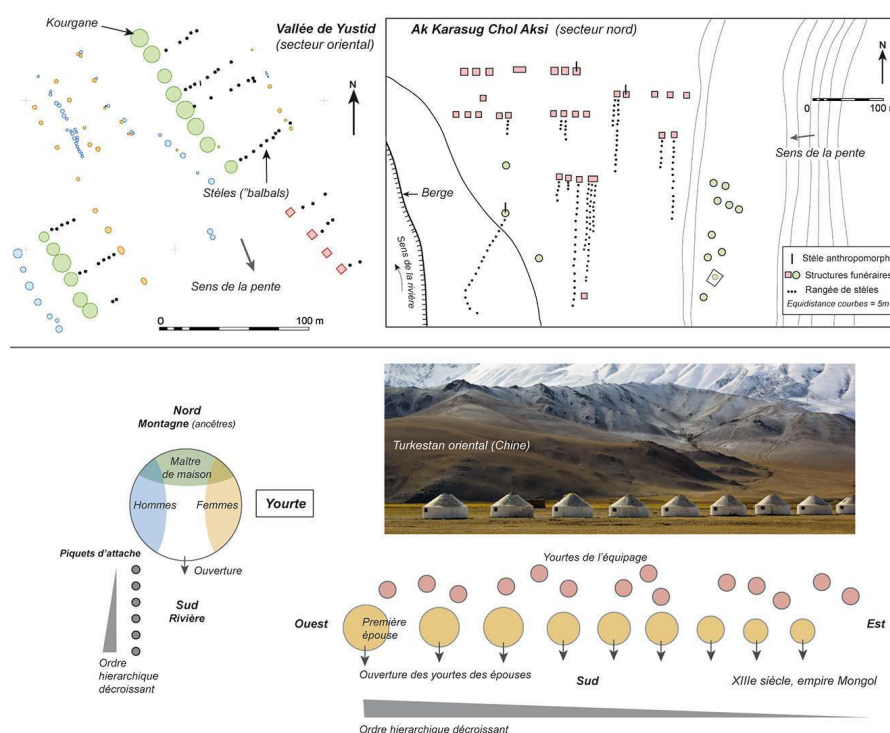 Kourgane
Vallée de Yustid
(secteur oriental)
N
Stèles ("balbals)
Sens de la pente
0
100 m
Ak Karasug Chol Aksi (secteur nord)
N
0
100 m
Sens de la pente
Berge
Sens de la rivière
Stèle anthropomorph
Structures funéraires
Rangée de stèles
Equidistance courbes = 5m
Nord
Montagne (ancêtres)
Maître
de maison
Hommes
Femmes
Yourte
Piquets d'attache
Ouverture
Sud
Rivière
Ordre
hierarchique
décroissant
Turkestan oriental (Chine)
Yourtes de l'équipage
Ouest
Première
épouse
Est
Ouverture des yourtes des épouses
Sud
XIIIe siècle, empire Mongol
Ordre hierarchique décroissant